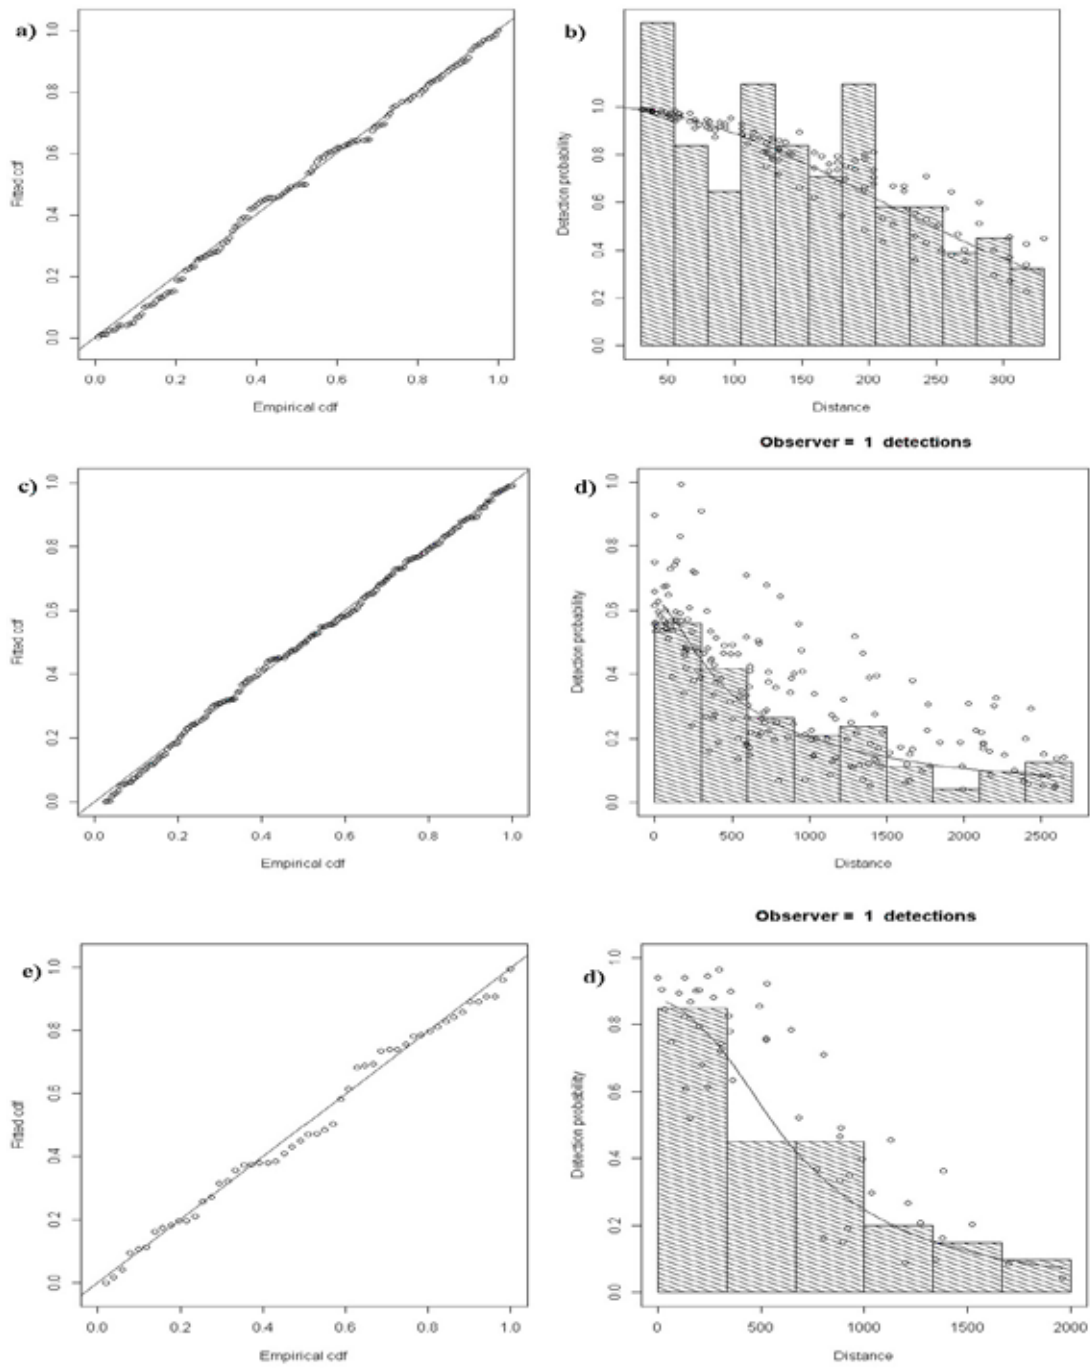 a)
Fitted cdf
0.0 0.2 0.4 0.6 0.8 1.0
0.0 0.2 0.4 0.6 0.8 1.0
Empirical cdf
b)
Detection probability
0.0 0.2 0.4 0.6 0.8 1.0
50 100 150 200 250 300
Distance
c)
Fitted cdf
0.0 0.2 0.4 0.6 0.8 1.0
0.0 0.2 0.4 0.6 0.8 1.0
Empirical cdf
Observer = 1 detections
d)
Detection probability
0.0 0.2 0.4 0.6 0.8 1.0
0 500 1000 1500 2000 2500
Distance
e)
Fitted cdf
0.0 0.2 0.4 0.6 0.8 1.0
0.0 0.2 0.4 0.6 0.8 1.0
Empirical cdf
Observer = 1 detections
d)
Detection probability
0.0 0.2 0.4 0.6 0.8 1.0
0 500 1000 1500 2000
Distance